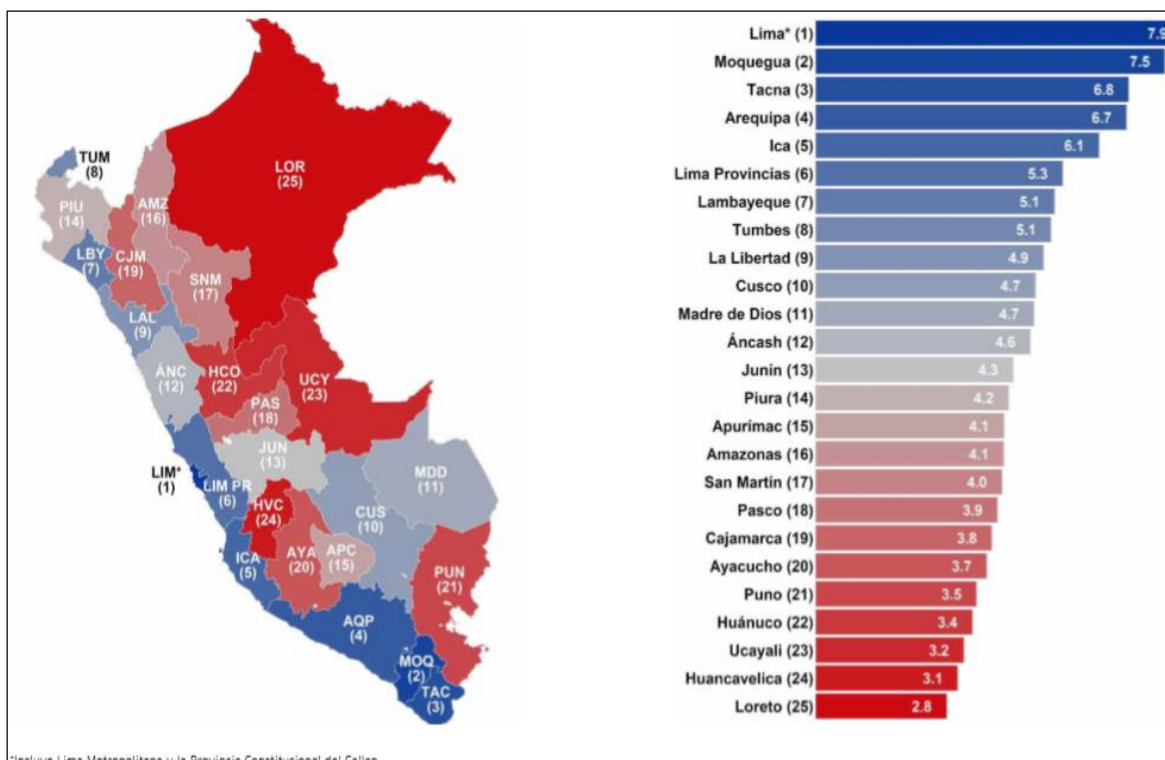 TUM
(8)
LOR
(25)
PIU
(14)
AMZ
(16)
LBY
(7)
CJM
(19)
SNM
(17)
LAL
(9)
ÁNC
(12)
HCO
(22)
UCY
(23)
PAS
(18)
JUN
(13)
LIM*
(1)
LIM PR
(6)
MDD
(11)
HVC
(24)
CUS
(10)
ICA
(5)
AYA
(20)
APC
(15)
PUN
(21)
AQP
(4)
MOQ
(2)
TAC
(3)
Lima* (1) 7.9
Moquegua (2) 7.5
Tacna (3) 6.8
Arequipa (4) 6.7
Ica (5) 6.1
Lima Provincias (6) 5.3
Lambayeque (7) 5.1
Tumbes (8) 5.1
La Libertad (9) 4.9
Cusco (10) 4.7
Madre de Dios (11) 4.7
Áncash (12) 4.6
Junín (13) 4.3
Piura (14) 4.2
Apurímac (15) 4.1
Amazonas (16) 4.1
San Martín (17) 4.0
Pasco (18) 3.9
Cajamarca (19) 3.8
Ayacucho (20) 3.7
Puno (21) 3.5
Huánuco (22) 3.4
Ucayali (23) 3.2
Huancavelica (24) 3.1
Loreto (25) 2.8
*Incluye Lima Metropolitana y la Provincia Constitucional del Callao